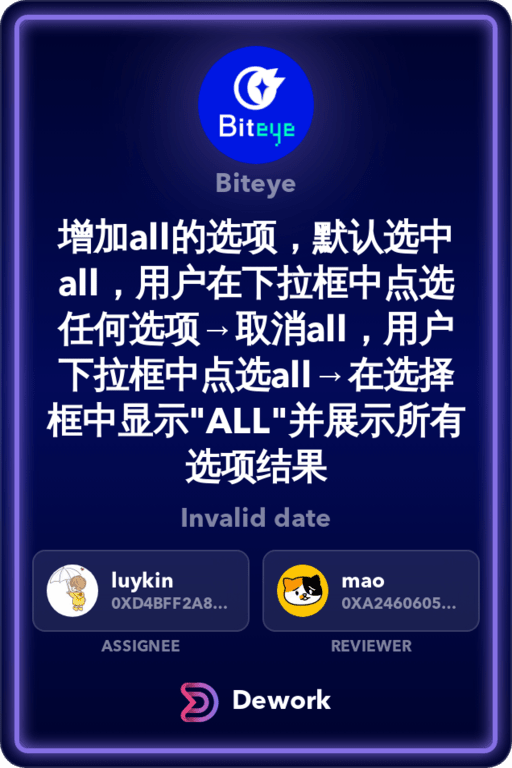 Biteye
Biteye
增加all的选项，默认选中
all，用户在下拉框中点选
任何选项→取消all，用户
下拉框中点选all→在选择
框中显示"ALL"并展示所有
选项结果
Invalid date
luykin
0XD4BFF2A8...
ASSIGNEE
mao
0XA2460605...
REVIEWER
Dework